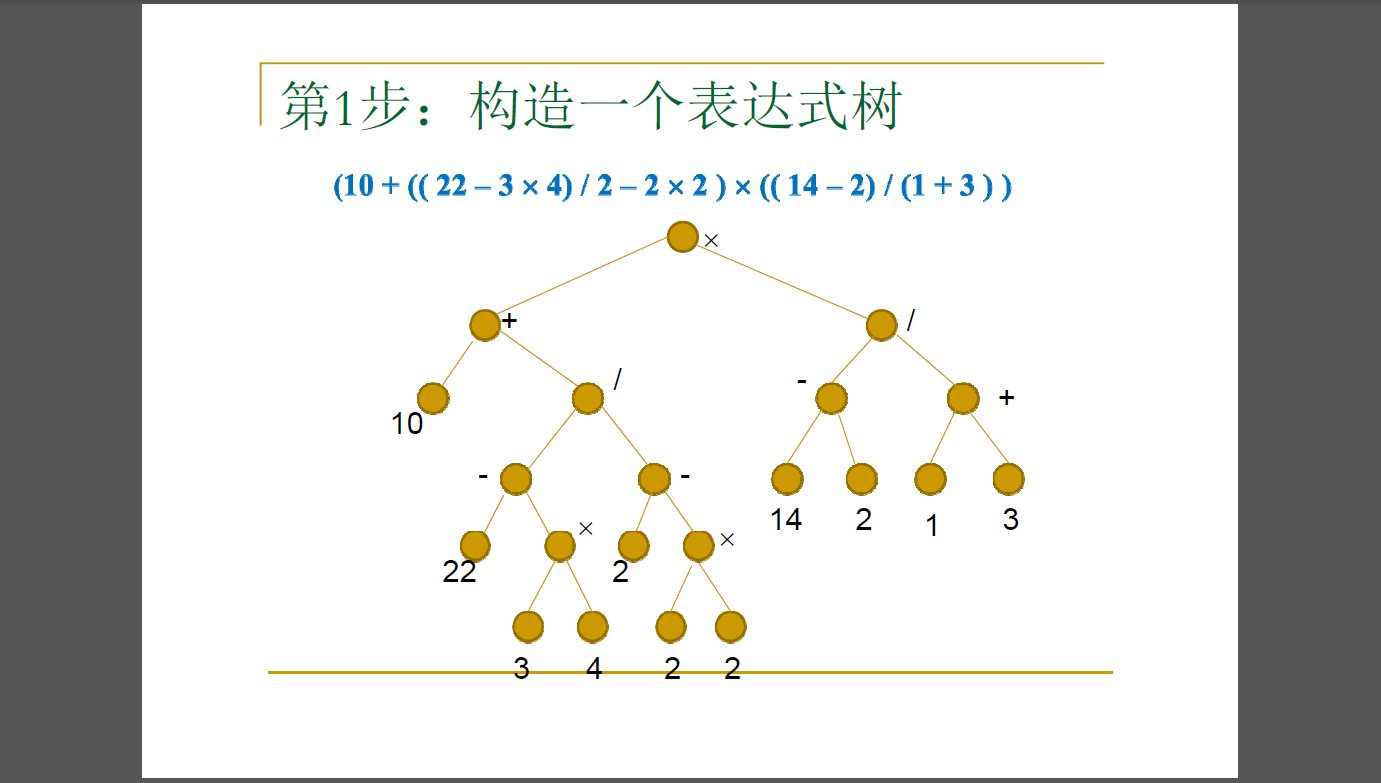 第1步：构造一个表达式树
(10 + (( 22 – 3 × 4) / 2 – 2 × 2 ) × (( 14 – 2) / (1 + 3 ) )
×
+ /
/ - +
10
- - 14 2 1 3
× ×
22 2
3 4 2 2